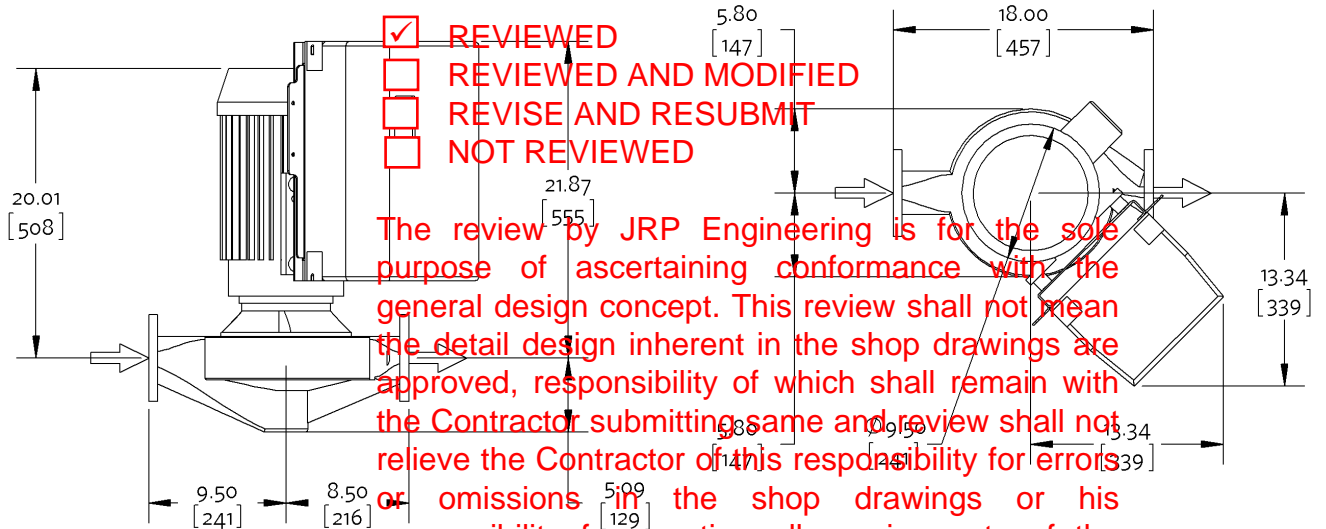 REVIEWED
REVIEWED AND MODIFIED
REVISE AND RESUBMIT
NOT REVIEWED
The review by JRP Engineering is for the sole
purpose of ascertaining conformance with the
general design concept. This review shall not mean
the detail design inherent in the shop drawings are
approved, responsibility of which shall remain with
the Contractor submitting same and review shall not
relieve the Contractor of this responsibility for errors
or omissions in the shop drawings or his
20.01
[508]
21.87
[555]
9.50
[241]
8.50
[216]
5.09
[129]
5.80
[147]
18.00
[457]
13.34
[339]
5.80
[147]
Ø9.50
[241]
13.34
[339]